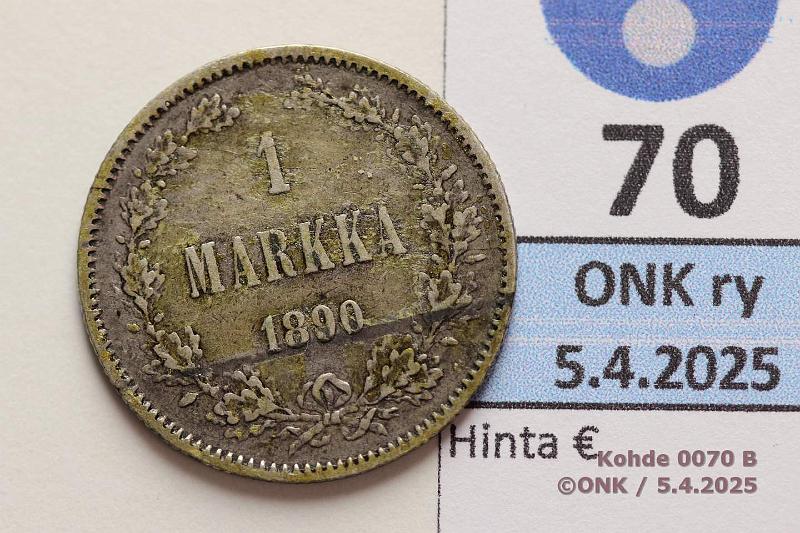 1
MARKKA
1890
70
ONK ry
5.4.2025
Hinta €
Kohde 0070 B
©ONK / 5.4.2025